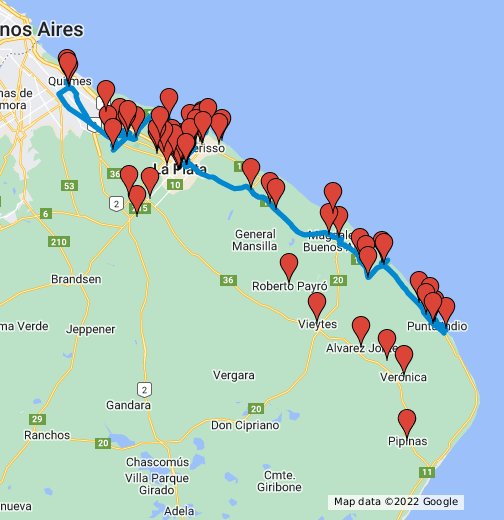 nos Aires
Quilmes
nas de
mora
erisso
La Plata
36
2
10
53
6
215
210
General
Mansilla
Buenos A
Brandsen
36
20
Roberto Payró
ma Verde
Jeppener
Vieytes
Punta Indio
Alvarez Jonte
Vergara
Verónica
2
Gandara
20
29
Ranchos
20
Don Cipriano
Pipinas
Chascomús
Villa Parque
Girado
Cmte.
Giribone
11
nueva
Adela
Map data ©2022 Google